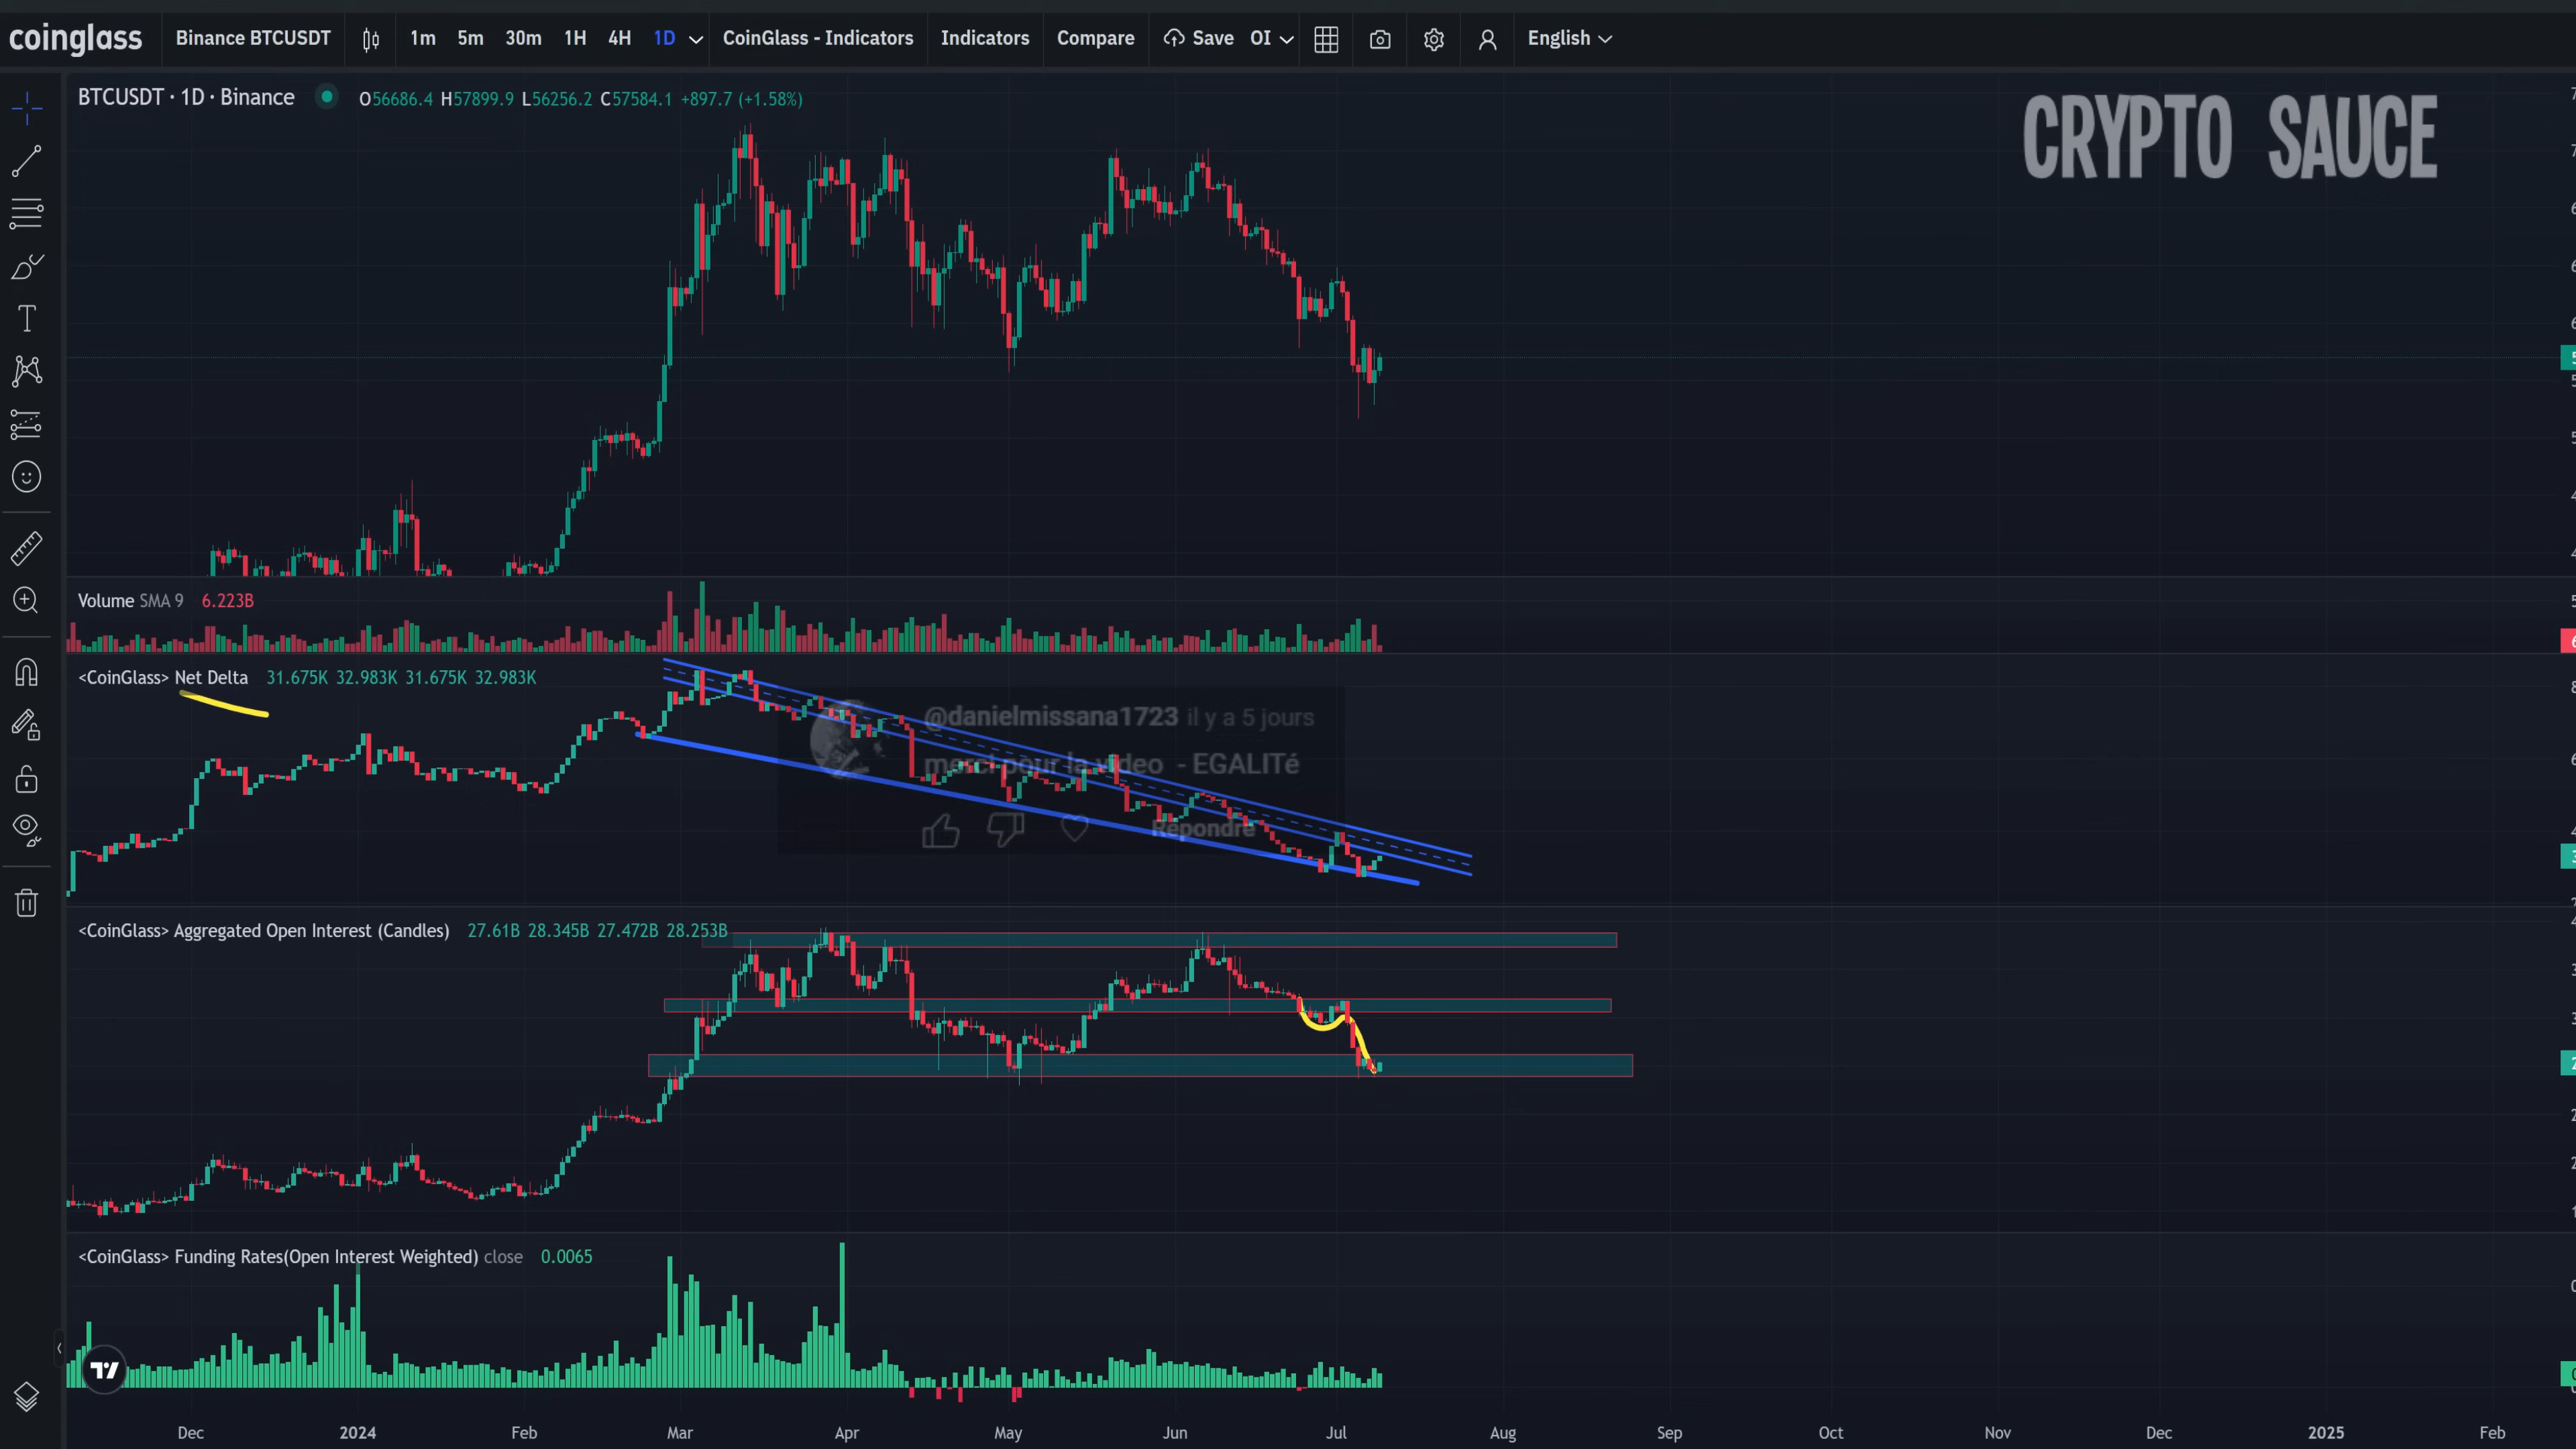 coinglass Binance BTCUSDT 1m 5m 30m 1H 4H 1D CoinGlass - Indicators Indicators Compare Save OI English
BTCUSDT · 1D · Binance O56686.4 H57899.9 L56256.2 C57584.1 +897.7 (+1.58%)
CRYPTO SAUCE
Volume SMA 9 6.223B
<CoinGlass> Net Delta 31.675K 32.983K 31.675K 32.983K
@danielmissana1723 il y a 5 jours
merci pour la video - EGALITé
Répondre
<CoinGlass> Aggregated Open Interest (Candles) 27.61B 28.345B 27.472B 28.253B
<CoinGlass> Funding Rates(Open Interest Weighted) close 0.0065
Dec 2024 Feb Mar Apr May Jun Jul Aug Sep Oct Nov Dec 2025 Feb